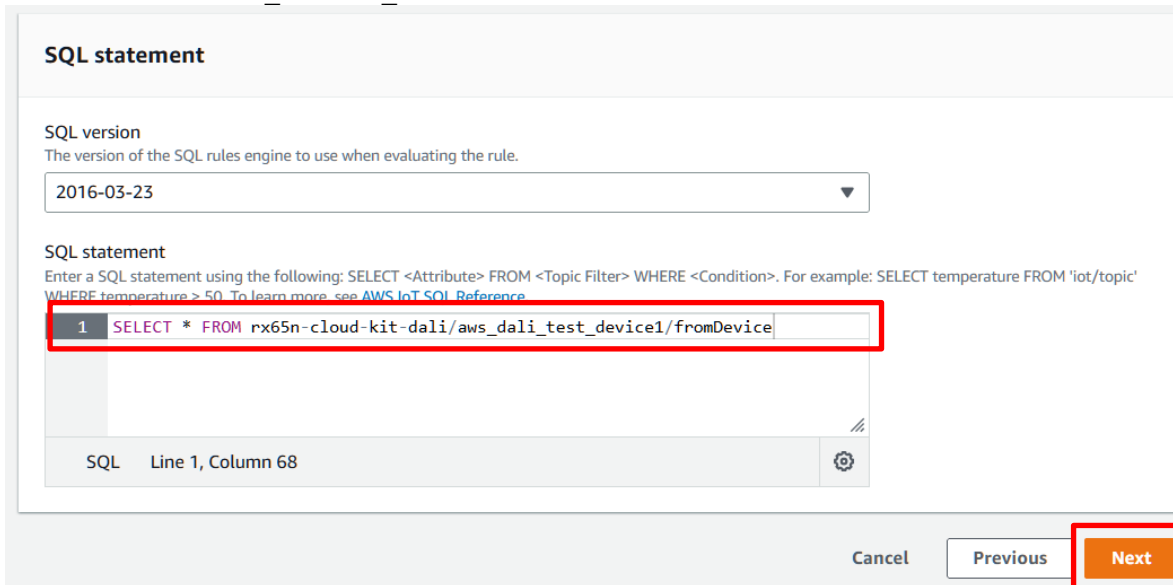 SQL statement
SQL version
The version of the SQL rules engine to use when evaluating the rule.
2016-03-23
SQL statement
Enter a SQL statement using the following: SELECT <Attribute> FROM <Topic Filter> WHERE <Condition>. For example: SELECT temperature FROM 'iot/topic'
WHERE temperature > 50. To learn more, see AWS IoT SQL Reference
1 SELECT * FROM rx65n-cloud-kit-dali/aws_dali_test_device1/fromDevice
SQL Line 1, Column 68
Cancel Previous Next